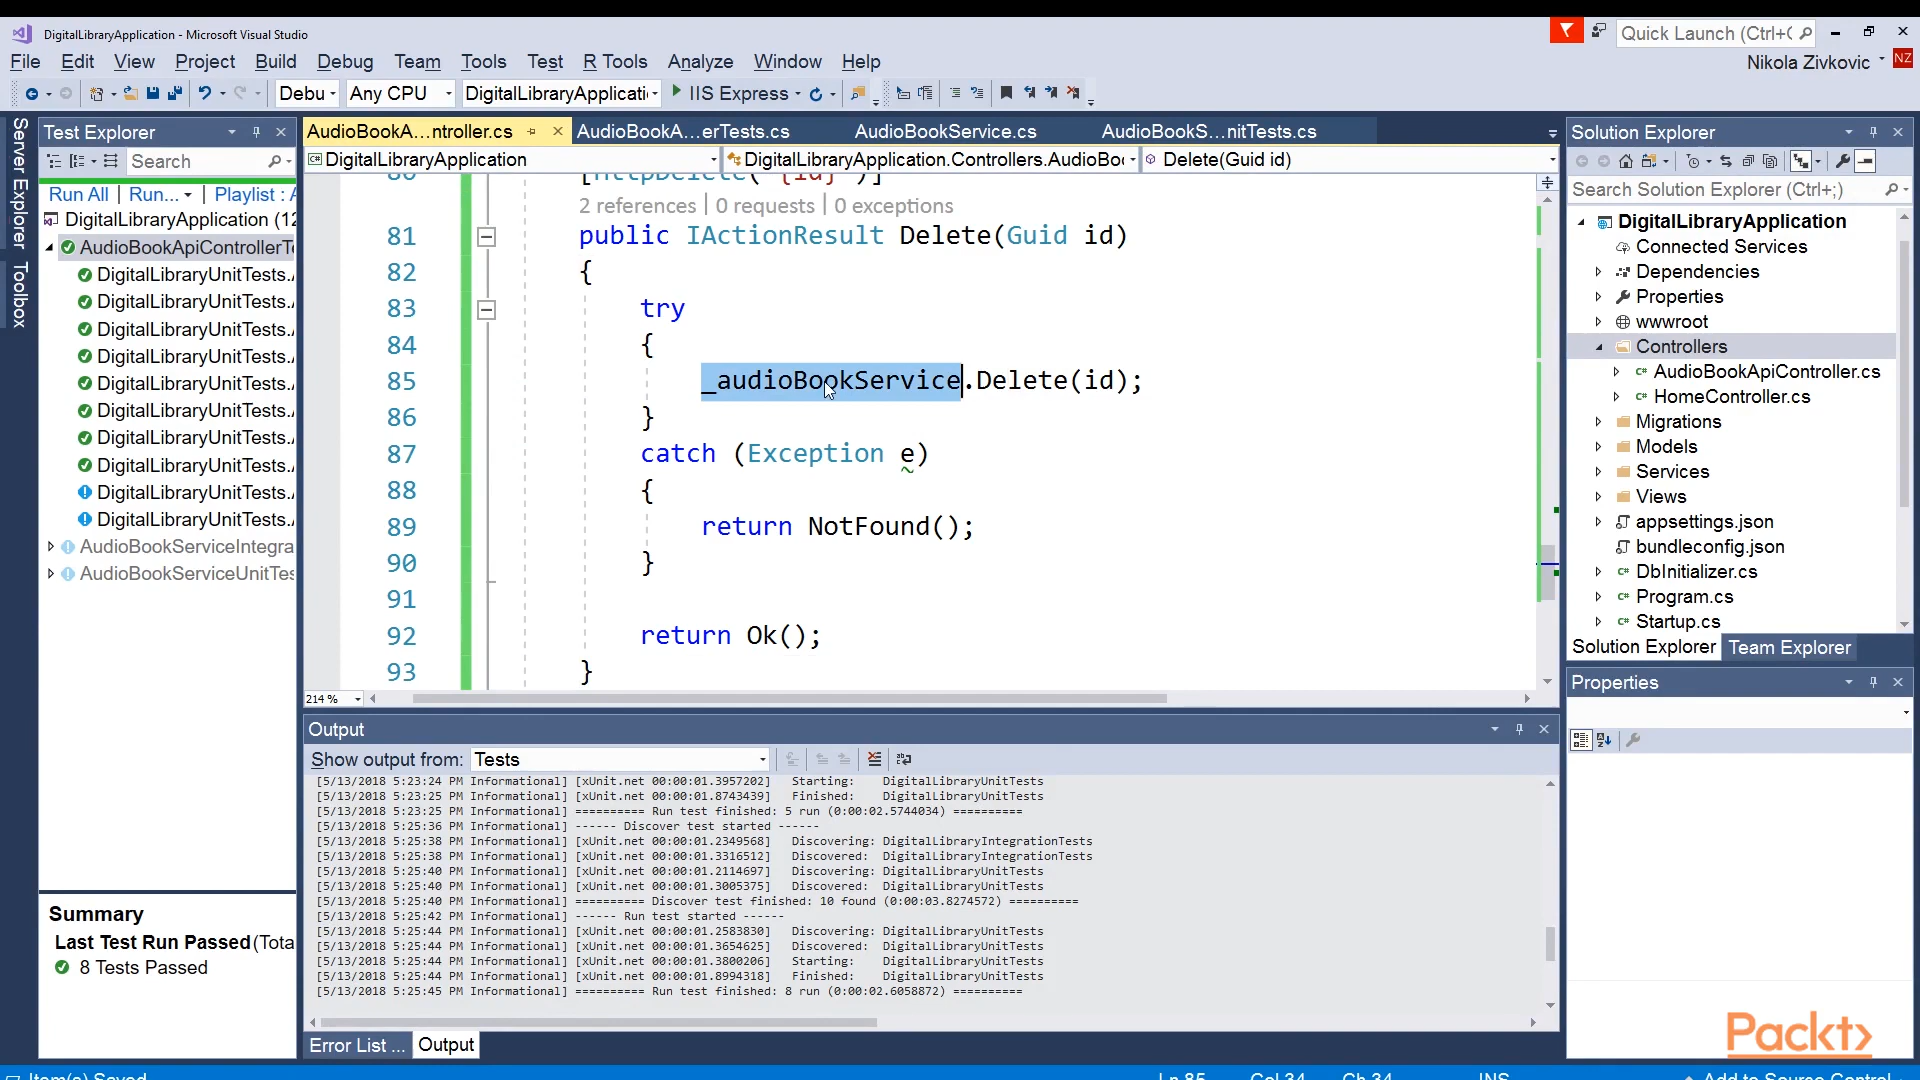 DigitalLibraryApplication - Microsoft Visual Studio
Quick Launch (Ctrl+Q
File Edit View Project Build Debug Team Tools Test R Tools Analyze Window Help
Nikola Zivkovic NZ
Debu Any CPU DigitalLibraryApplicati IIS Express
Server Explorer
Toolbox
Test Explorer
Search
Run All | Run... Playlist :
DigitalLibraryApplication (12
AudioBookApiControllerTe
DigitalLibraryUnitTests.
DigitalLibraryUnitTests.
DigitalLibraryUnitTests.
DigitalLibraryUnitTests.
DigitalLibraryUnitTests.
DigitalLibraryUnitTests.
DigitalLibraryUnitTests.
DigitalLibraryUnitTests.
DigitalLibraryUnitTests.
DigitalLibraryUnitTests.
AudioBookServiceIntegra
AudioBookServiceUnitTes
Summary
Last Test Run Passed (Tota
8 Tests Passed
AudioBookA...ntroller.cs AudioBookA...erTests.cs AudioBookService.cs AudioBookS...nitTests.cs
DigitalLibraryApplication DigitalLibraryApplication.Controllers.AudioBo Delete(Guid id)
80 [HttpDelete("{id}")]
2 references | 0 requests | 0 exceptions
81 public IActionResult Delete(Guid id)
82 {
83 try
84 {
85 _audioBookService.Delete(id);
86 }
87 catch (Exception e)
88 {
89 return NotFound();
90 }
91
92 return Ok();
93 }
214 %
Output
Show output from: Tests
[5/13/2018 5:23:24 PM Informational] [xUnit.net 00:00:01.3957202] Starting: DigitalLibraryUnitTests
[5/13/2018 5:23:25 PM Informational] [xUnit.net 00:00:01.8743439] Finished: DigitalLibraryUnitTests
[5/13/2018 5:23:25 PM Informational] ========== Run test finished: 5 run (0:00:02.5744034) ==========
[5/13/2018 5:25:36 PM Informational] ------ Discover test started ------
[5/13/2018 5:25:38 PM Informational] [xUnit.net 00:00:01.2349568] Discovering: DigitalLibraryIntegrationTests
[5/13/2018 5:25:38 PM Informational] [xUnit.net 00:00:01.3316512] Discovered: DigitalLibraryIntegrationTests
[5/13/2018 5:25:40 PM Informational] [xUnit.net 00:00:01.2114697] Discovering: DigitalLibraryUnitTests
[5/13/2018 5:25:40 PM Informational] [xUnit.net 00:00:01.3005375] Discovered: DigitalLibraryUnitTests
[5/13/2018 5:25:40 PM Informational] ========== Discover test finished: 10 found (0:00:03.8274572) ==========
[5/13/2018 5:25:42 PM Informational] ------ Run test started ------
[5/13/2018 5:25:44 PM Informational] [xUnit.net 00:00:01.2583830] Discovering: DigitalLibraryUnitTests
[5/13/2018 5:25:44 PM Informational] [xUnit.net 00:00:01.3654625] Discovered: DigitalLibraryUnitTests
[5/13/2018 5:25:44 PM Informational] [xUnit.net 00:00:01.3800206] Starting: DigitalLibraryUnitTests
[5/13/2018 5:25:44 PM Informational] [xUnit.net 00:00:01.8994318] Finished: DigitalLibraryUnitTests
[5/13/2018 5:25:45 PM Informational] ========== Run test finished: 8 run (0:00:02.6058872) ==========
Error List ... Output
Solution Explorer
Search Solution Explorer (Ctrl+;)
DigitalLibraryApplication
Connected Services
Dependencies
Properties
wwwroot
Controllers
AudioBookApiController.cs
HomeController.cs
Migrations
Models
Services
Views
appsettings.json
bundleconfig.json
DbInitializer.cs
Program.cs
Startup.cs
Solution Explorer Team Explorer
Properties
Packt>
Item(s) Saved Ln 85 Col 34 Ch 34 INS Add to Source Control